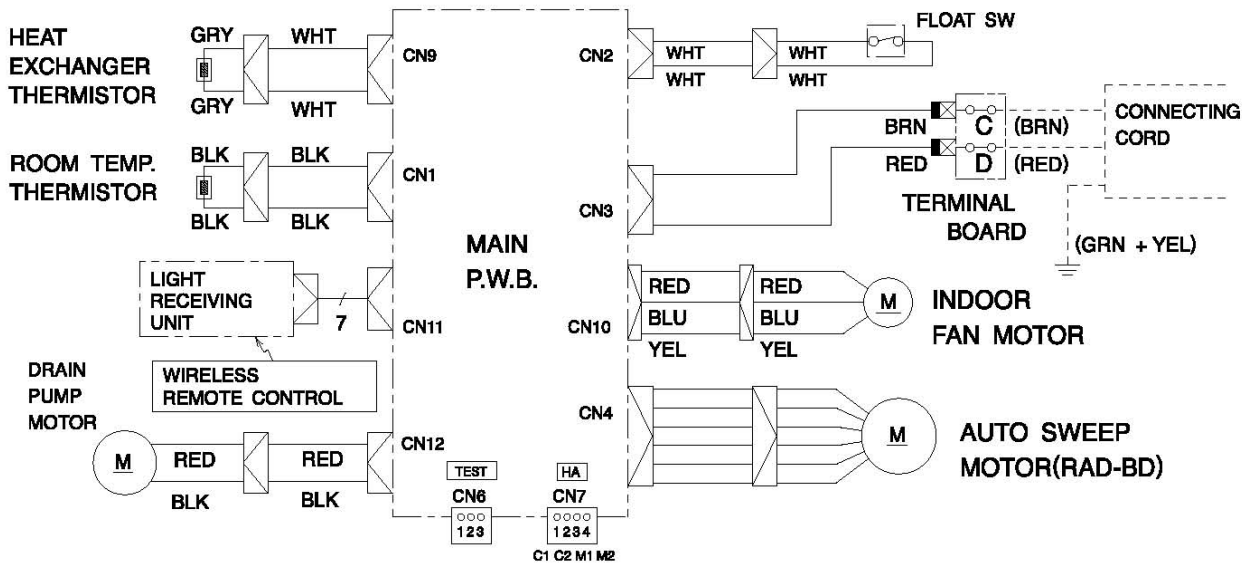 HEAT
EXCHANGER
THERMISTOR
GRY WHT
GRY WHT
CN9
CN2
WHT WHT
WHT WHT
FLOAT SW
ROOM TEMP.
THERMISTOR
BLK BLK
BLK BLK
CN1
CN3
BRN C (BRN)
RED D (RED)
CONNECTING
CORD
TERMINAL
BOARD
(GRN + YEL)
MAIN
P.W.B.
LIGHT
RECEIVING
UNIT
7
CN11
WIRELESS
REMOTE CONTROL
CN10
RED RED
BLU BLU
YEL YEL
M
INDOOR
FAN MOTOR
DRAIN
PUMP
MOTOR
M
RED RED
BLK BLK
CN12
CN4
M
AUTO SWEEP
MOTOR(RAD-BD)
TEST
CN6
123
HA
CN7
1234
C1 C2 M1 M2